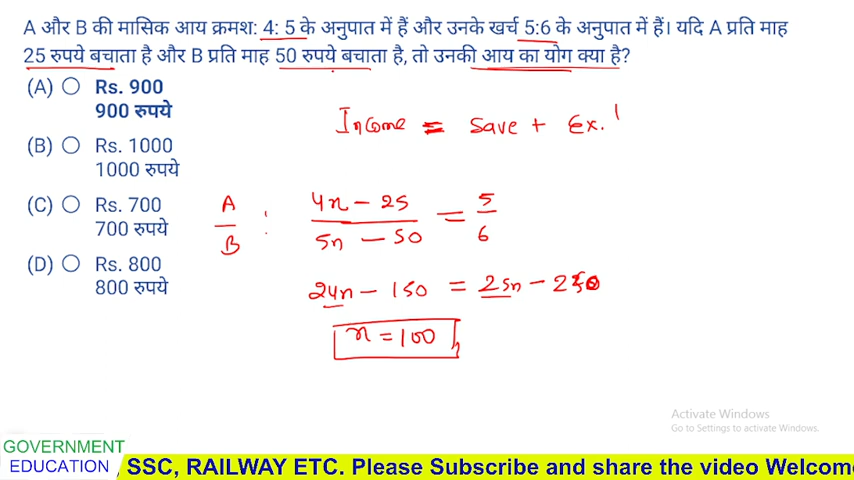 A और B की मासिक आय क्रमश: 4: 5 के अनुपात में हैं और उनके खर्च 5:6 के अनुपात में हैं। यदि A प्रति माह
25 रुपये बचाता है और B प्रति माह 50 रुपये बचाता है, तो उनकी आय का योग क्या है?
(A) Rs. 900
900 रुपये
(B) Rs. 1000
1000 रुपये
(C) Rs. 700
700 रुपये
(D) Rs. 800
800 रुपये
Income = Save + Ex.
A/B : (4n - 25)/(5n - 50) = 5/6
24n - 150 = 25n - 250
n = 100
Activate Windows
Go to Settings to activate Windows.
GOVERNMENT
EDUCATION
, SSC, RAILWAY ETC. Please Subscribe and share the video Welcome